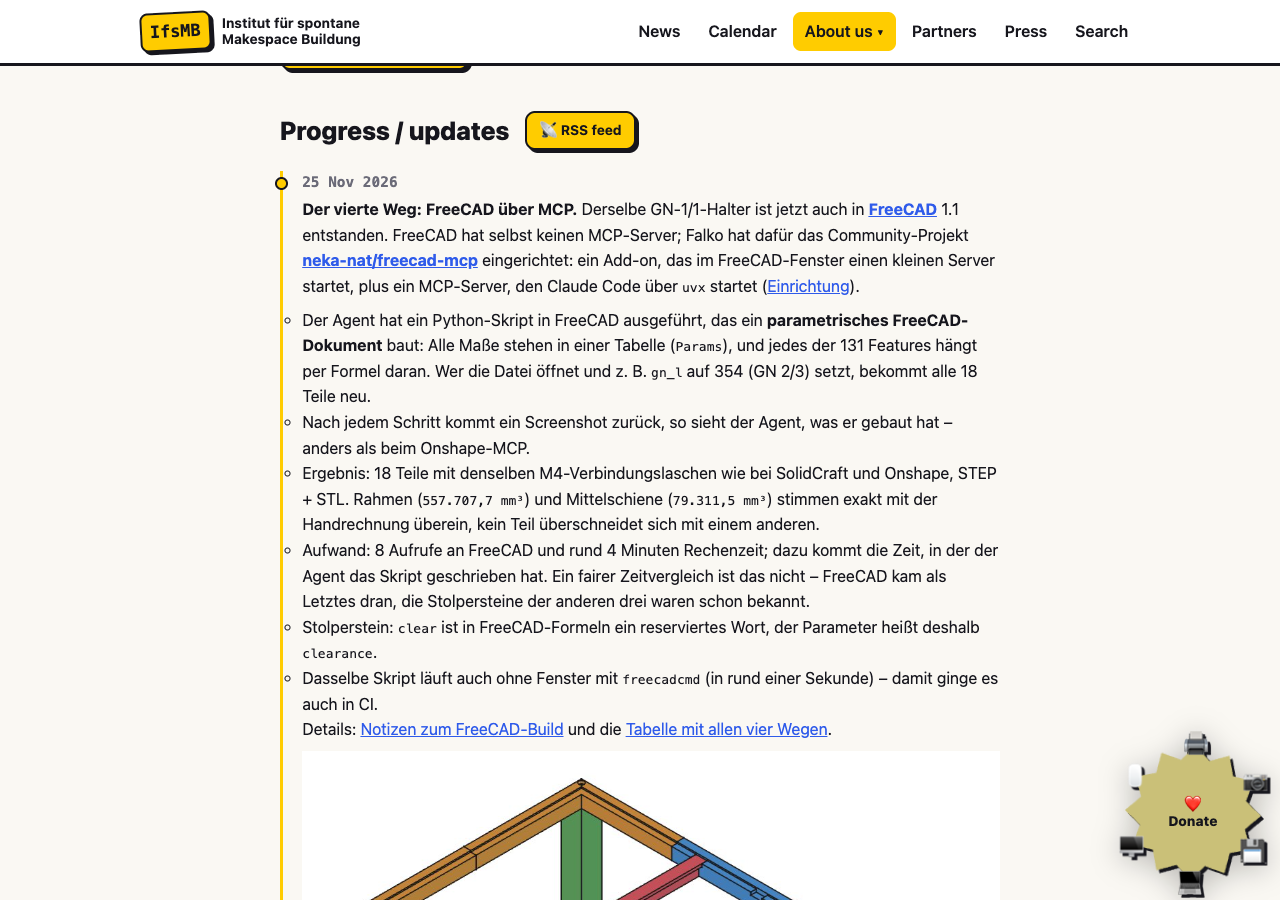 IfsMB
Institut für spontane
Makespace Buildung
News
Calendar
About us ▾
Partners
Press
Search
Progress / updates
RSS feed
25 Nov 2026
Der vierte Weg: FreeCAD über MCP. Derselbe GN-1/1-Halter ist jetzt auch in FreeCAD 1.1
entstanden. FreeCAD hat selbst keinen MCP-Server; Falko hat dafür das Community-Projekt
neka-nat/freecad-mcp eingerichtet: ein Add-on, das im FreeCAD-Fenster einen kleinen Server
startet, plus ein MCP-Server, den Claude Code über uvx startet (Einrichtung).
Der Agent hat ein Python-Skript in FreeCAD ausgeführt, das ein parametrisches FreeCAD-
Dokument baut: Alle Maße stehen in einer Tabelle (Params), und jedes der 131 Features hängt
per Formel daran. Wer die Datei öffnet und z. B. gn_l auf 354 (GN 2/3) setzt, bekommt alle 18
Teile neu.
Nach jedem Schritt kommt ein Screenshot zurück, so sieht der Agent, was er gebaut hat –
anders als beim Onshape-MCP.
Ergebnis: 18 Teile mit denselben M4-Verbindungslaschen wie bei SolidCraft und Onshape, STEP
+ STL. Rahmen (557.707,7 mm³) und Mittelschiene (79.311,5 mm³) stimmen exakt mit der
Handrechnung überein, kein Teil überschneidet sich mit einem anderen.
Aufwand: 8 Aufrufe an FreeCAD und rund 4 Minuten Rechenzeit; dazu kommt die Zeit, in der der
Agent das Skript geschrieben hat. Ein fairer Zeitvergleich ist das nicht – FreeCAD kam als
Letztes dran, die Stolpersteine der anderen drei waren schon bekannt.
Stolperstein: clear ist in FreeCAD-Formeln ein reserviertes Wort, der Parameter heißt deshalb
clearance.
Dasselbe Skript läuft auch ohne Fenster mit freecadcmd (in rund einer Sekunde) – damit ginge es
auch in CI.
Details: Notizen zum FreeCAD-Build und die Tabelle mit allen vier Wegen.
Donate